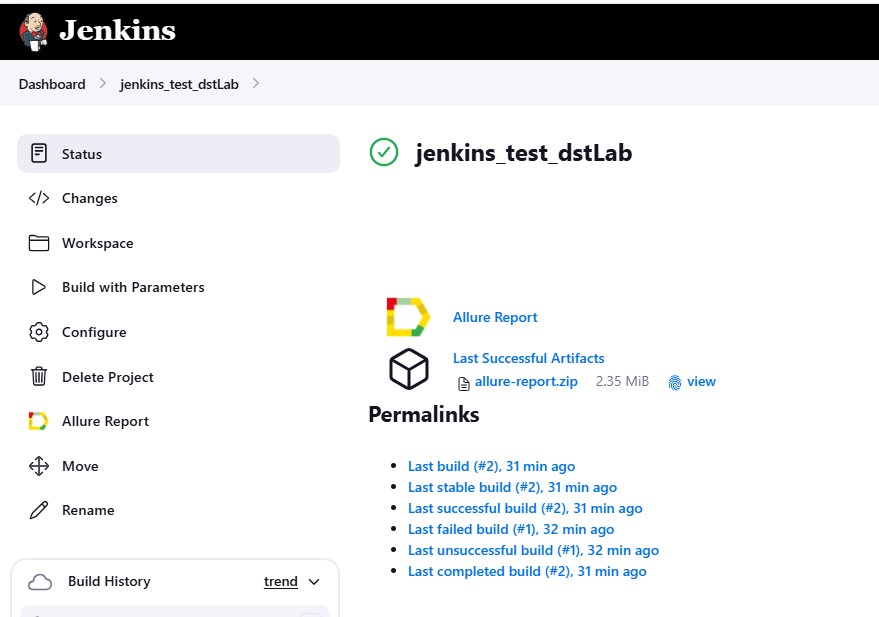 Jenkins
Dashboard
jenkins_test_dstLab
Status
Changes
Workspace
Build with Parameters
Configure
Delete Project
Allure Report
Move
Rename
Build History
trend
jenkins_test_dstLab
Allure Report
Last Successful Artifacts
allure-report.zip 2.35 MiB view
Permalinks
Last build (#2), 31 min ago
Last stable build (#2), 31 min ago
Last successful build (#2), 31 min ago
Last failed build (#1), 32 min ago
Last unsuccessful build (#1), 32 min ago
Last completed build (#2), 31 min ago